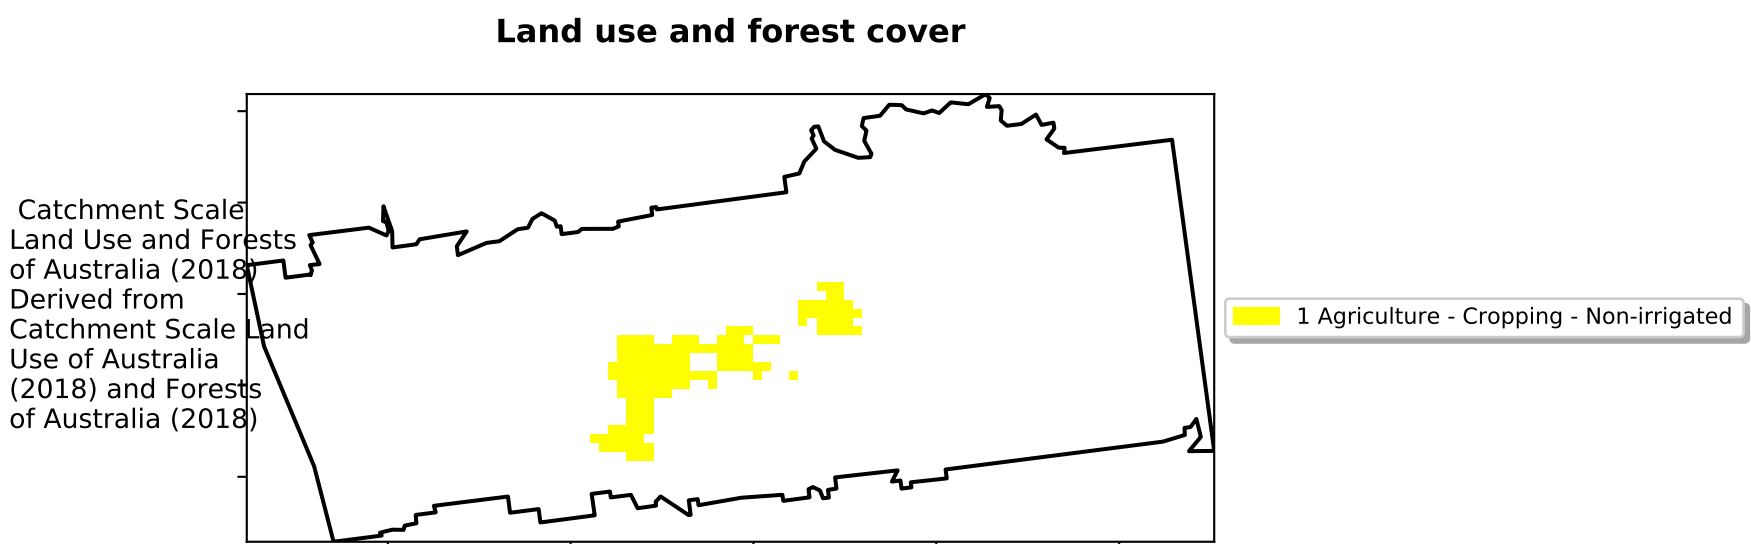 Land use and forest cover
Catchment Scale
Land Use and Forests
of Australia (2018)
Derived from
Catchment Scale Land
Use of Australia
(2018) and Forests
of Australia (2018)
1 Agriculture - Cropping - Non-irrigated